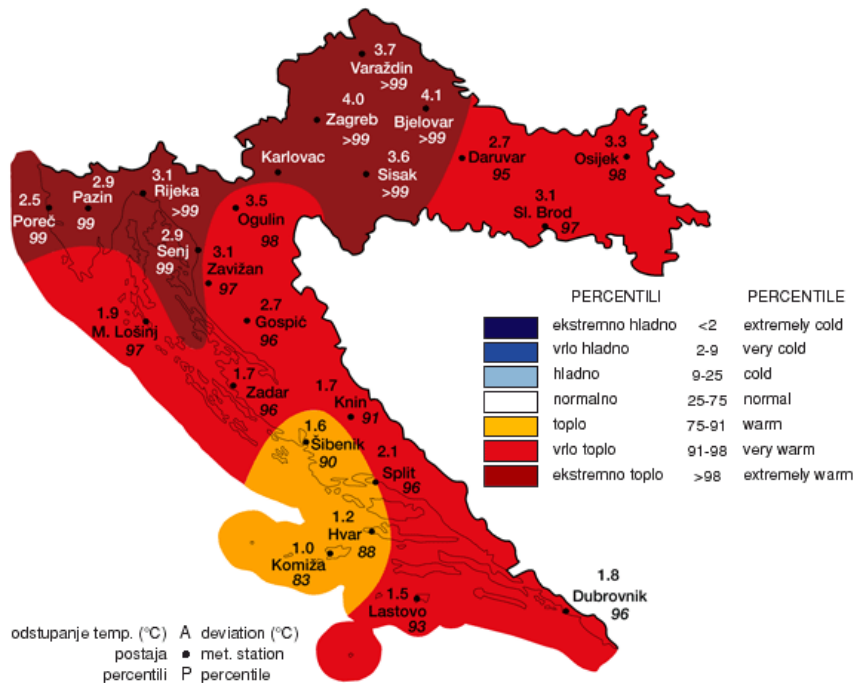 3.7
Varaždin
>99
4.0
Zagreb
>99
4.1
Bjelovar
>99
Karlovac
3.6
Sisak
>99
2.7
Daruvar
95
3.3
Osijek
98
3.1
Sl. Brod
97
2.5
Poreč
99
2.9
Pazin
99
3.1
Rijeka
>99
2.9
Senj
99
3.5
Ogulin
98
3.1
Zavižan
97
1.9
M. Lošinj
97
2.7
Gospić
96
1.7
Zadar
96
1.7
Knin
91
1.6
Šibenik
90
2.1
Split
96
1.2
Hvar
88
1.0
Komiža
83
1.5
Lastovo
93
1.8
Dubrovnik
96
PERCENTILI PERCENTILE
ekstremno hladno <2 extremely cold
vrlo hladno 2-9 very cold
hladno 9-25 cold
normalno 25-75 normal
toplo 75-91 warm
vrlo toplo 91-98 very warm
ekstremno toplo >98 extremely warm
odstupanje temp. (°C) A deviation (°C)
postaja ● met. station
percentili P percentile